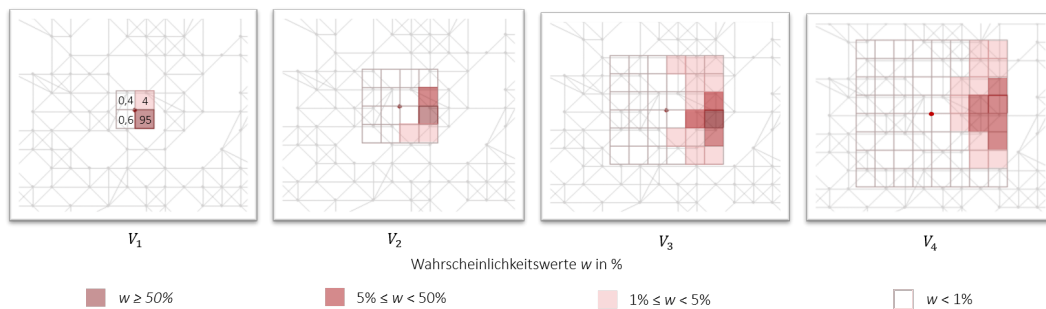 0,4 4
0,6 95
V₁ V₂ V₃ V₄
Wahrscheinlichkeitswerte w in %
w ≥ 50% 5% ≤ w < 50% 1% ≤ w < 5% w < 1%